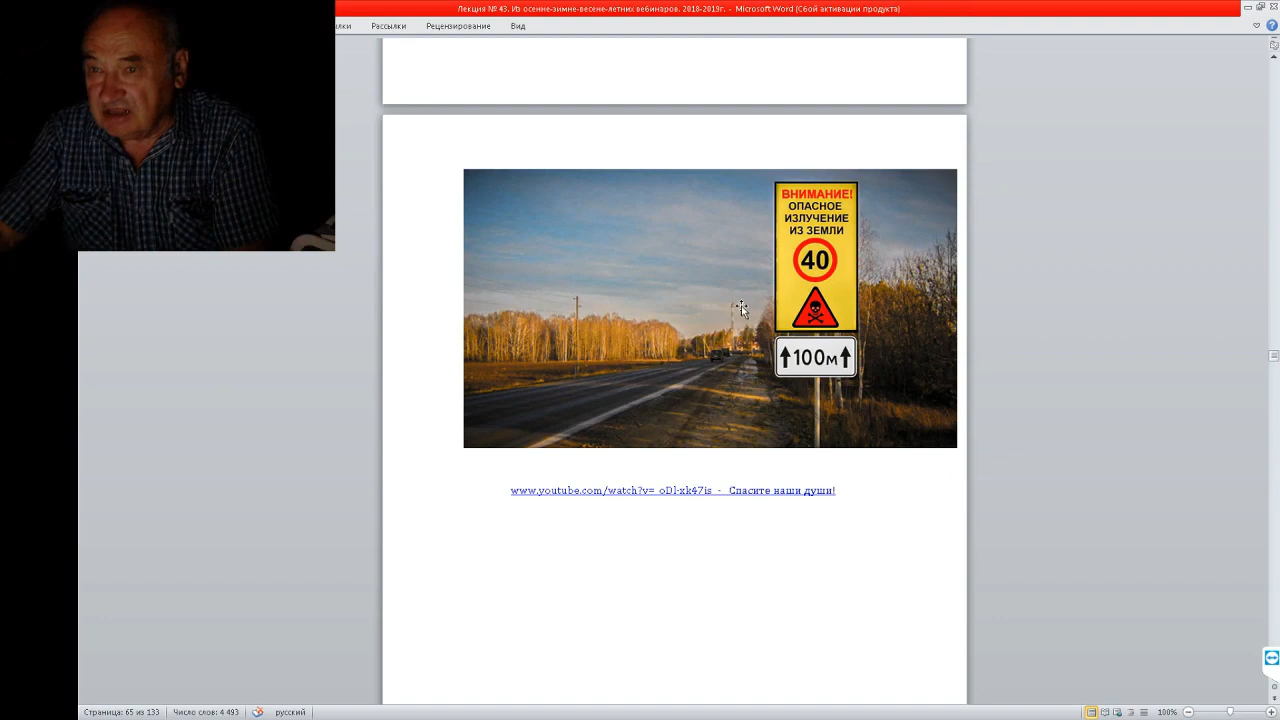 Лекция № 43. Из осенне-зимне-весене-летних вебинаров. 2018-2019г. - Microsoft Word (Сбой активации продукта)
лки Рассылки Рецензирование Вид
ВНИМАНИЕ!
ОПАСНОЕ
ИЗЛУЧЕНИЕ
ИЗ ЗЕМЛИ
40
100м
www.youtube.com/watch?v=_oDl-xk47is - Спасите наши души!
Страница: 65 из 133 Число слов: 4 493 русский 100%